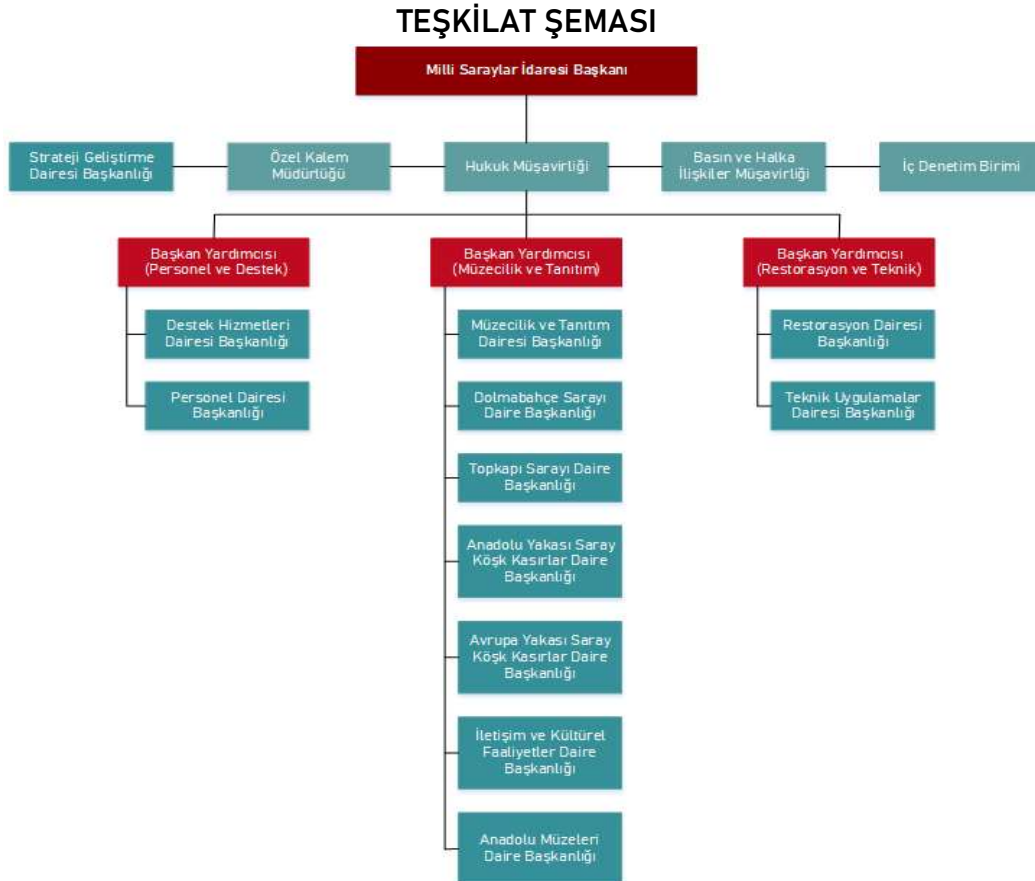 TEŞKİLAT ŞEMASI
Milli Saraylar İdaresi Başkanı
Strateji Geliştirme
Dairesi Başkanlığı
Özel Kalem
Müdürlüğü
Hukuk Müşavirliği
Basın ve Halka
İlişkiler Müşavirliği
İç Denetim Birimi
Başkan Yardımcısı
(Personel ve Destek)
Destek Hizmetleri
Dairesi Başkanlığı
Personel Dairesi
Başkanlığı
Başkan Yardımcısı
(Müzecilik ve Tanıtım)
Müzecilik ve Tanıtım
Dairesi Başkanlığı
Dolmabahçe Sarayı
Daire Başkanlığı
Topkapı Sarayı Daire
Başkanlığı
Anadolu Yakası Saray
Köşk Kasırlar Daire
Başkanlığı
Avrupa Yakası Saray
Köşk Kasırlar Daire
Başkanlığı
İletişim ve Kültürel
Faaliyetler Daire
Başkanlığı
Anadolu Müzeleri
Daire Başkanlığı
Başkan Yardımcısı
(Restorasyon ve Teknik)
Restorasyon Dairesi
Başkanlığı
Teknik Uygulamalar
Dairesi Başkanlığı